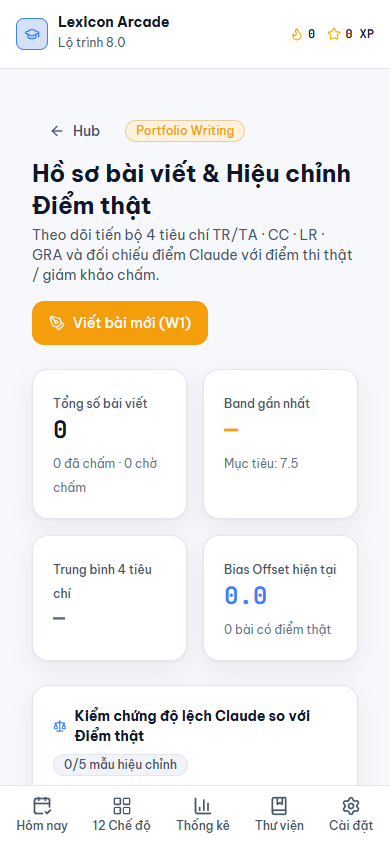 Lexicon Arcade
Lộ trình 8.0
0
0 XP
Hub
Portfolio Writing
Hồ sơ bài viết & Hiệu chỉnh
Điểm thật
Theo dõi tiến bộ 4 tiêu chí TR/TA · CC · LR ·
GRA và đối chiếu điểm Claude với điểm thi thật
/ giám khảo chấm.
Viết bài mới (W1)
Tổng số bài viết
0
0 đã chấm · 0 chờ
chấm
Band gần nhất
—
Mục tiêu: 7.5
Trung bình 4 tiêu
chí
—
Bias Offset hiện tại
0.0
0 bài có điểm thật
Kiểm chứng độ lệch Claude so với
Điểm thật
0/5 mẫu hiệu chỉnh
Hôm nay
12 Chế độ
Thống kê
Thư viện
Cài đặt